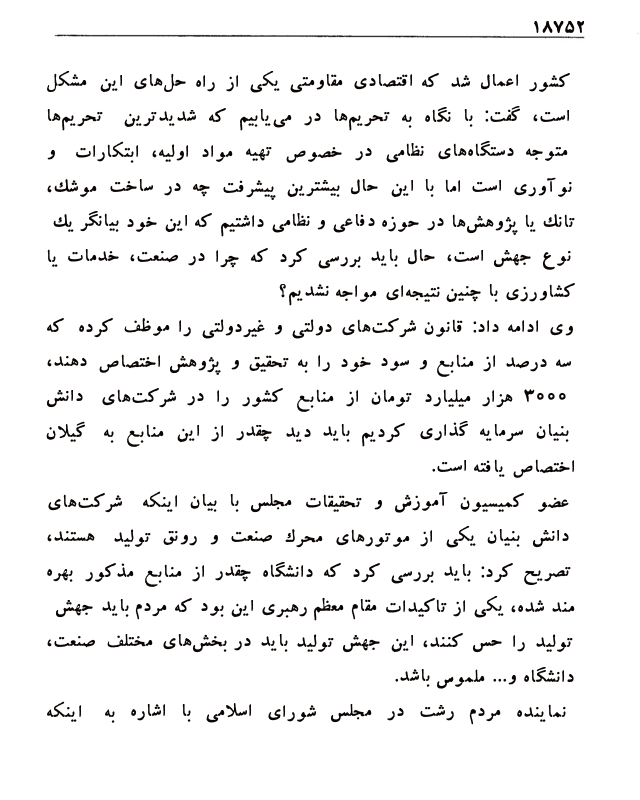 ۱۸۷۵۲
کشور اعمال شد که اقتصادی مقاومتی یکی از راه حل‌های این مشکل
است، گفت: با نگاه به تحریم‌ها در می‌یابیم که شدیدترین تحریم‌ها
متوجه دستگاه‌های نظامی در خصوص تهیه مواد اولیه، ابتکارات و
نوآوری است اما با این حال بیشترین پیشرفت چه در ساخت موشك،
تانك یا پژوهش‌ها در حوزه دفاعی و نظامی داشتیم که این خود بیانگر یك
نوع جهش است، حال باید بررسی کرد که چرا در صنعت، خدمات یا
کشاورزی با چنین نتیجه‌ای مواجه نشدیم؟
وی ادامه داد: قانون شرکت‌های دولتی و غیردولتی را موظف کرده که
سه درصد از منابع و سود خود را به تحقیق و پژوهش اختصاص دهند،
۳۰۰۰ هزار میلیارد تومان از منابع کشور را در شرکت‌های دانش
بنیان سرمایه گذاری کردیم باید دید چقدر از این منابع به گیلان
اختصاص یافته است.
عضو کمیسیون آموزش و تحقیقات مجلس با بیان اینکه شرکت‌های
دانش بنیان یکی از موتورهای محرك صنعت و رونق تولید هستند،
تصریح کرد: باید بررسی کرد که دانشگاه چقدر از منابع مذکور بهره
مند شده، یکی از تاکیدات مقام معظم رهبری این بود که مردم باید جهش
تولید را حس کنند، این جهش تولید باید در بخش‌های مختلف صنعت،
دانشگاه و... ملموس باشد.
نماینده مردم رشت در مجلس شورای اسلامی با اشاره به اینکه